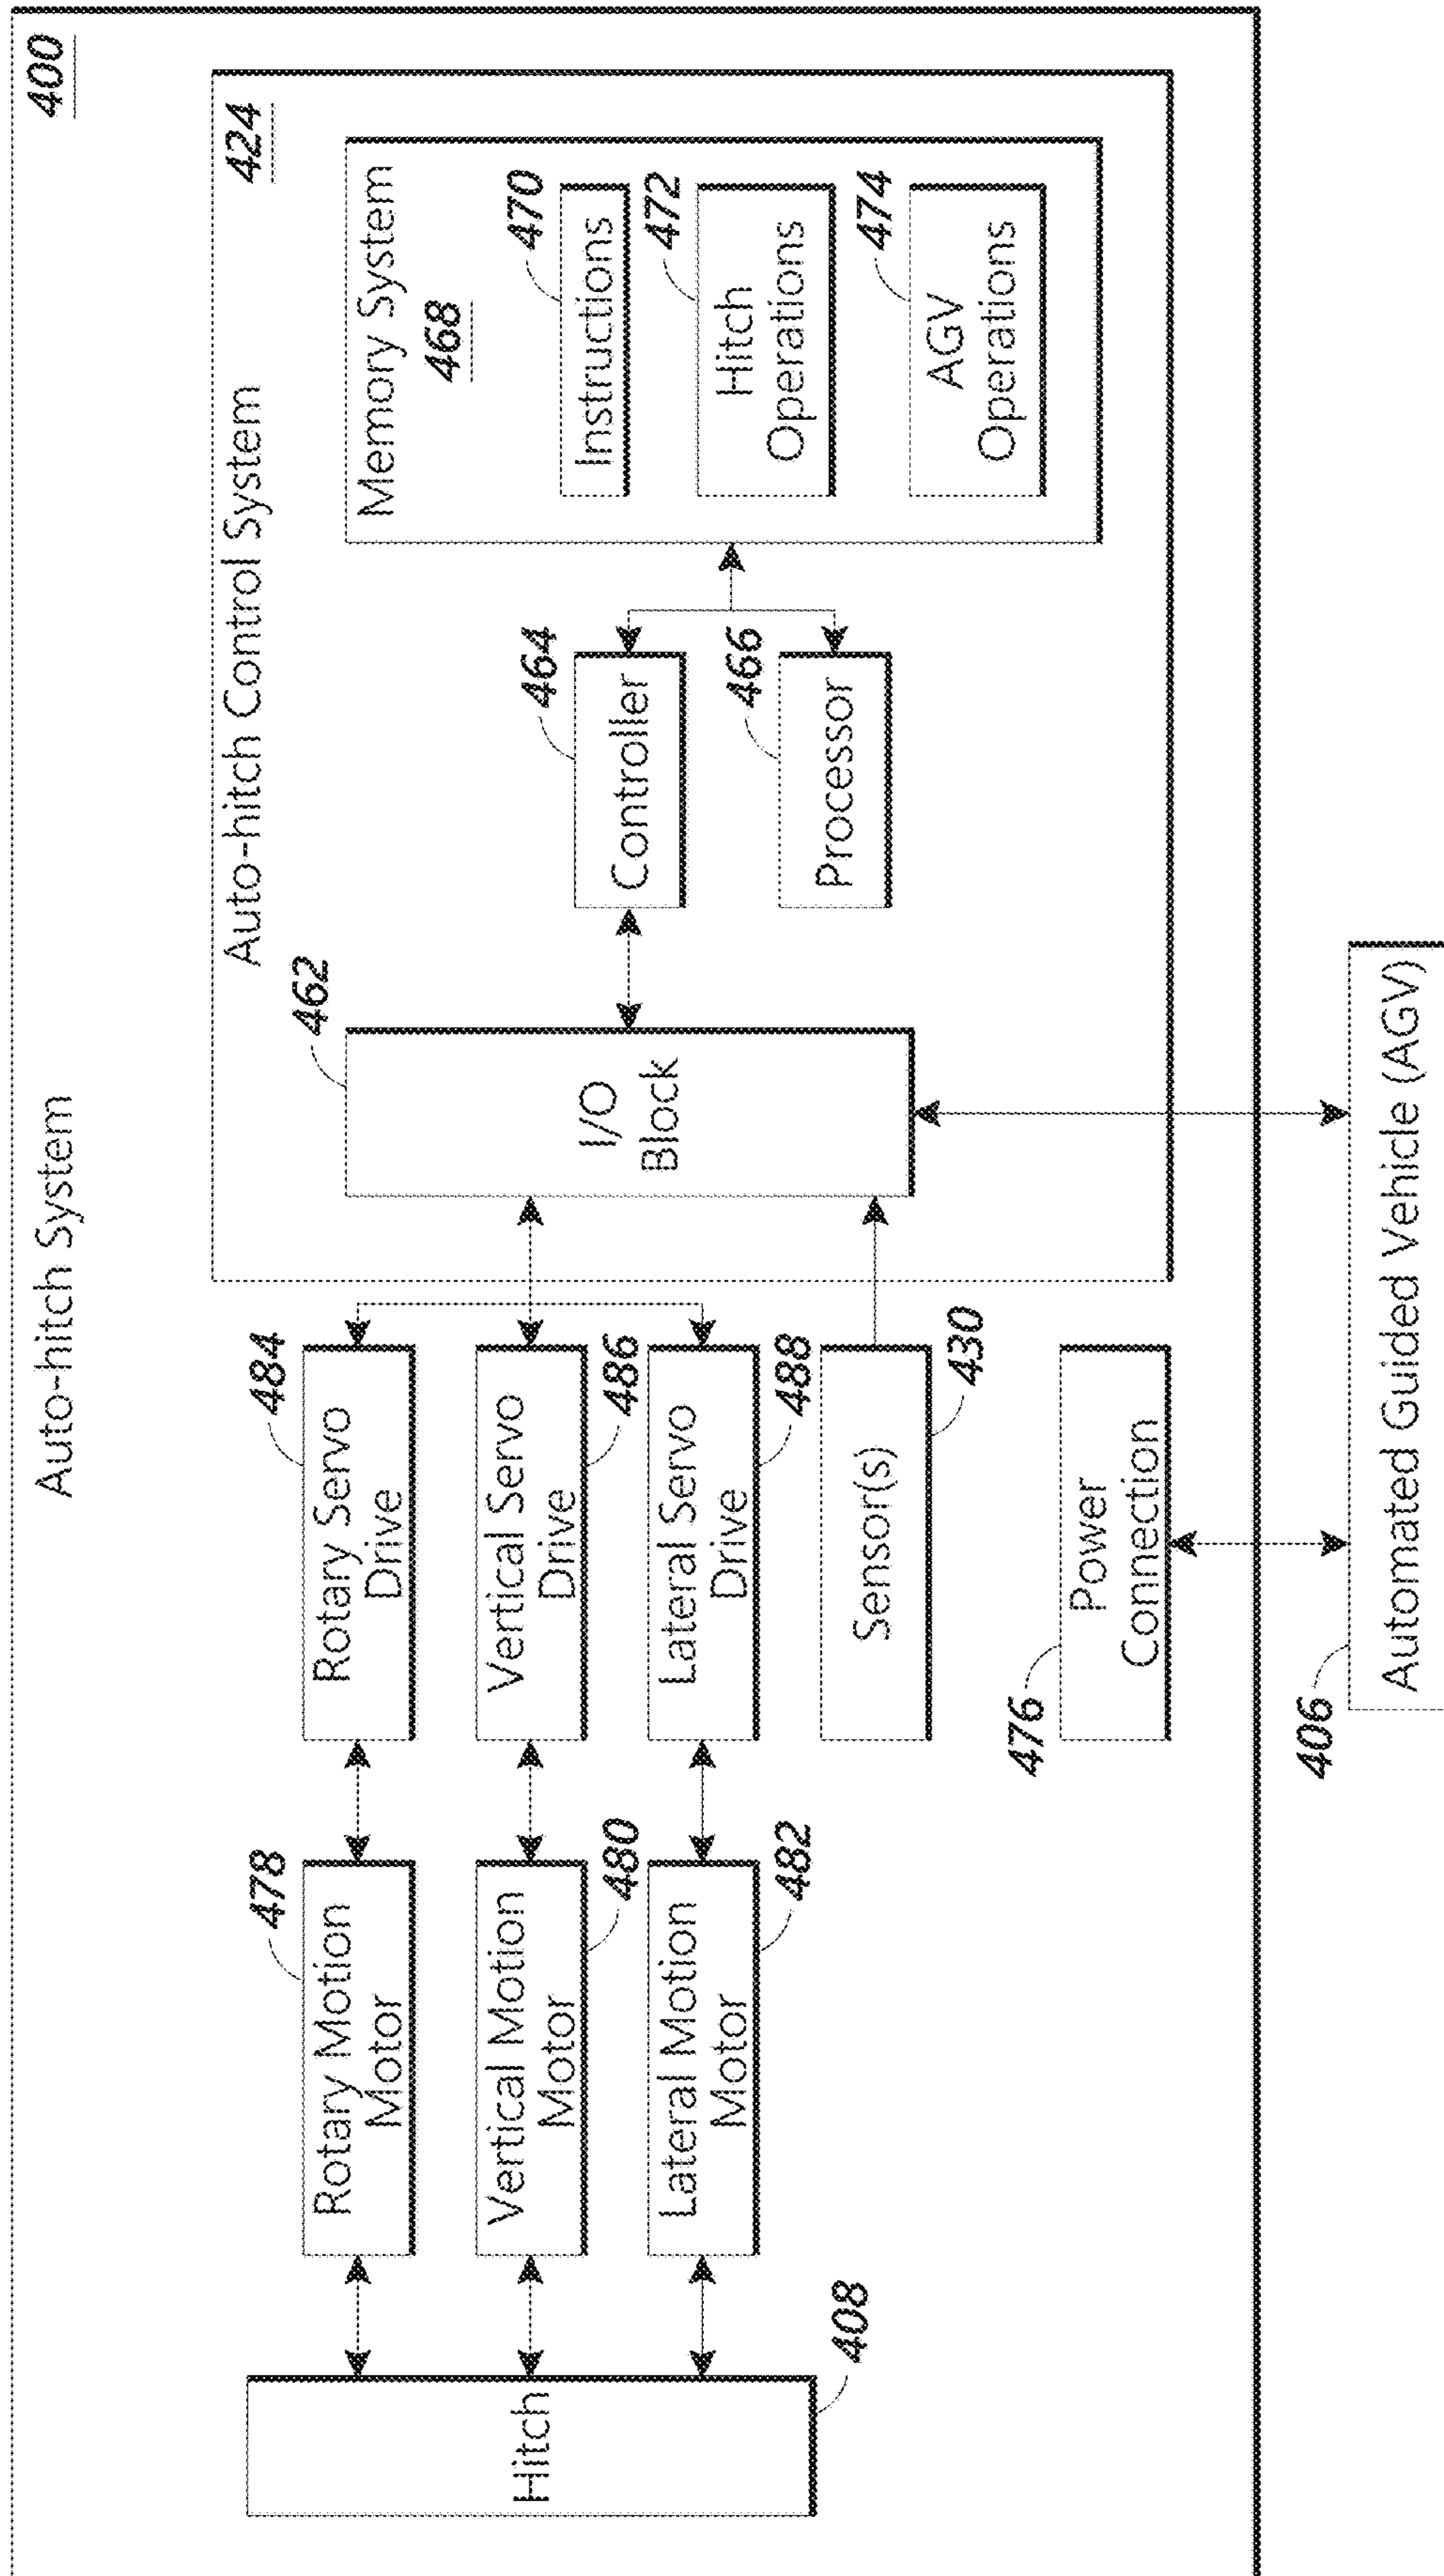 Auto-hitch System
400
Auto-hitch Control System
424
Hitch
408
478
Rotary Motion
Motor
Vertical Motion
Motor
480
Lateral Motion
Motor
482
484
Rotary Servo
Drive
Vertical Servo
Drive
486
Lateral Servo
Drive
488
Sensor(s)
430
476
Power
Connection
462
I/O
Block
464
Controller
466
Processor
Memory System
468
470
Instructions
472
Hitch
Operations
474
AGV
Operations
406
Automated Guided Vehicle (AGV)